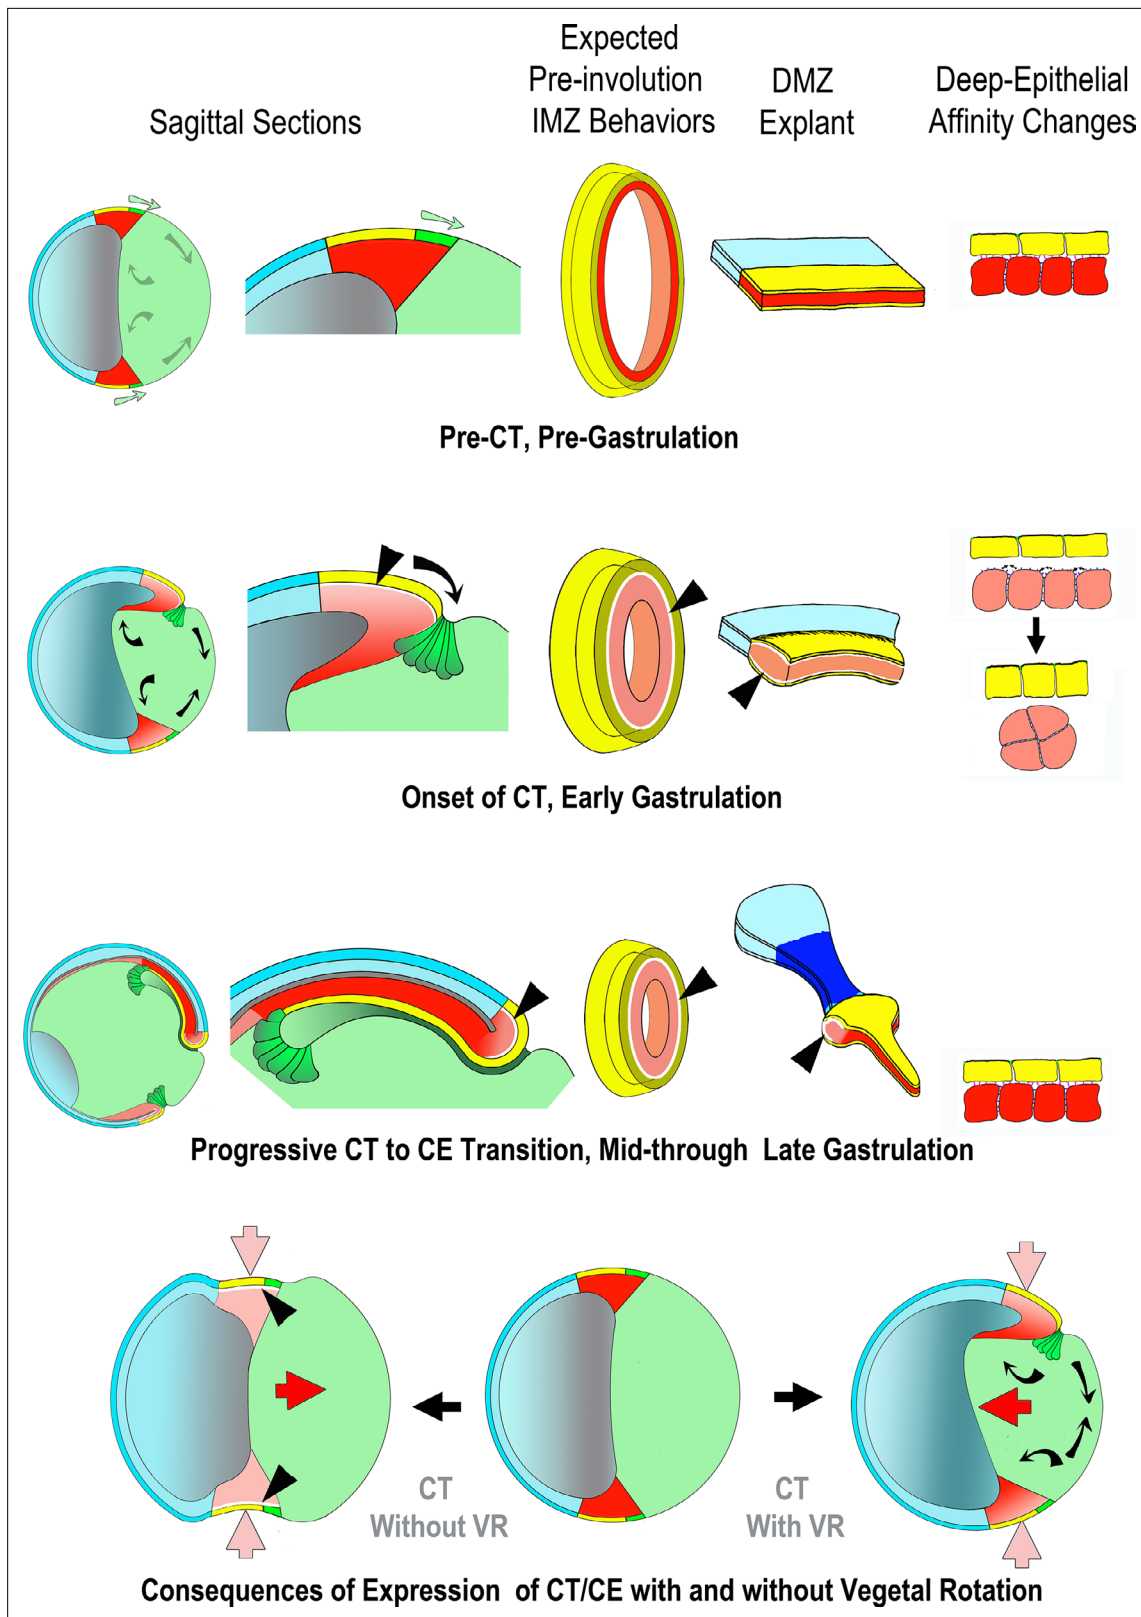 Sagittal Sections
Expected
Pre-involution
IMZ Behaviors
DMZ
Explant
Deep-Epithelial
Affinity Changes
Pre-CT, Pre-Gastrulation
Onset of CT, Early Gastrulation
Progressive CT to CE Transition, Mid-through Late Gastrulation
CT
Without VR
CT
With VR
Consequences of Expression of CT/CE with and without Vegetal Rotation